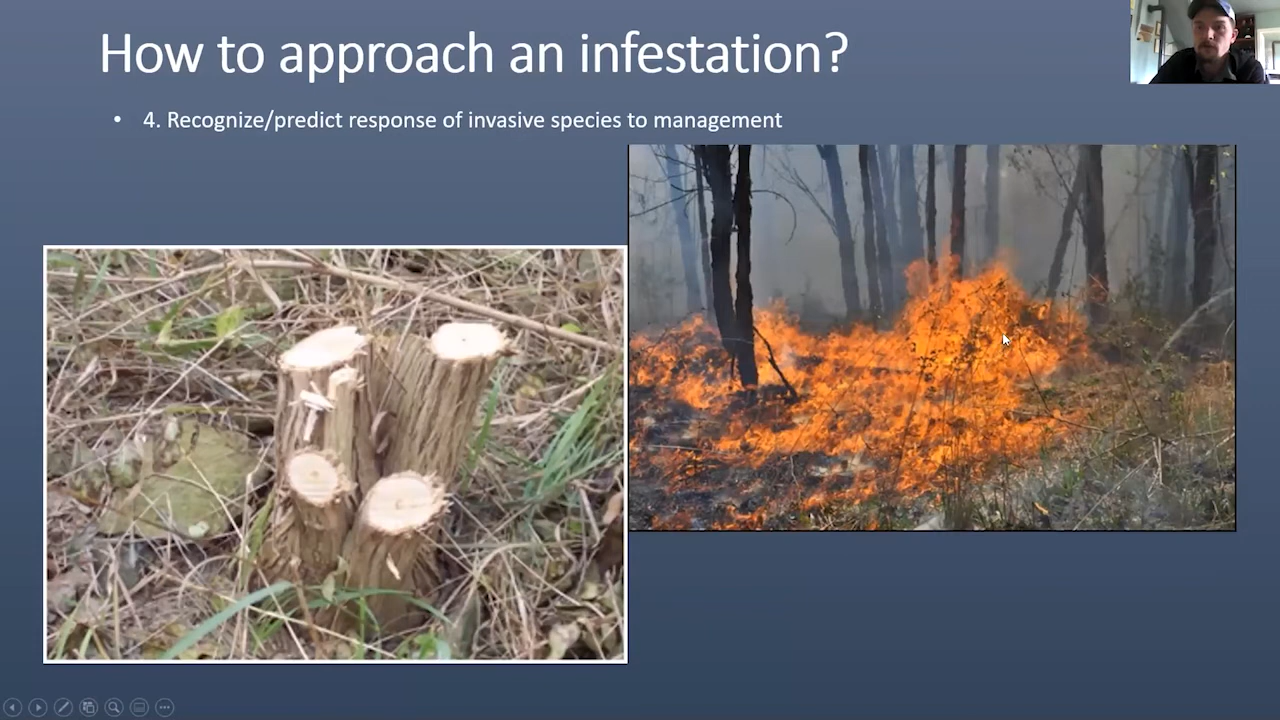 How to approach an infestation?
• 4. Recognize/predict response of invasive species to management